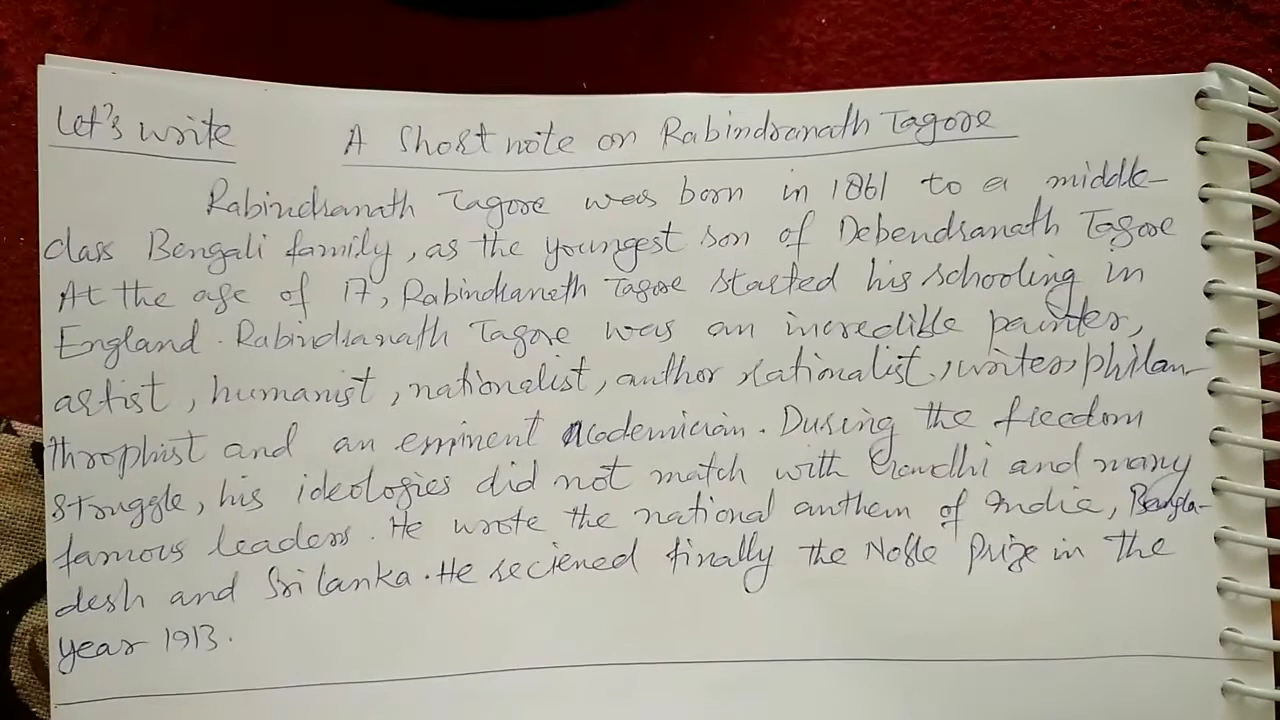 Let's write A Short note on Rabindranath Tagore
Rabindranath Tagore was born in 1861 to a middle-
class Bengali family, as the youngest son of Debendranath Tagore
At the age of 17, Rabindranath Tagore started his schooling in
England. Rabindranath Tagore was an incredible painter,
artist, humanist, nationalist, author rationalist, writer, philan-
throphist and an eminent academician. During the freedom
struggle, his ideologies did not match with Gandhi and many
famous leaders. He wrote the national anthem of India, Bangla-
desh and Sri lanka. He reciened finally the Noble Prize in the
year 1913.